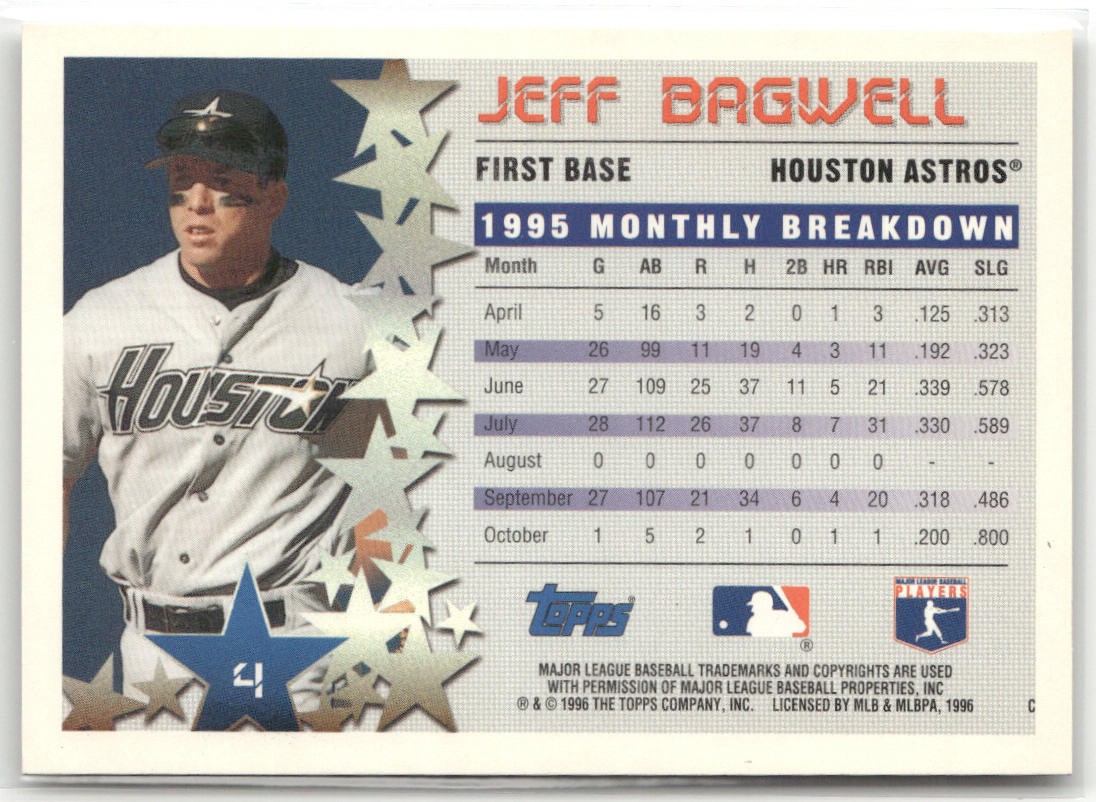 JEFF BAGWELL
FIRST BASE HOUSTON ASTROS®
1995 MONTHLY BREAKDOWN
Month G AB R H 2B HR RBI AVG SLG
April 5 16 3 2 0 1 3 .125 .313
May 26 99 11 19 4 3 11 .192 .323
June 27 109 25 37 11 5 21 .339 .578
July 28 112 26 37 8 7 31 .330 .589
August 0 0 0 0 0 0 0 - -
September 27 107 21 34 6 4 20 .318 .486
October 1 5 2 1 0 1 1 .200 .800
HOUSTON
4
topps®
®
MAJOR LEAGUE BASEBALL
PLAYERS
MAJOR LEAGUE BASEBALL TRADEMARKS AND COPYRIGHTS ARE USED
WITH PERMISSION OF MAJOR LEAGUE BASEBALL PROPERTIES, INC
® & © 1996 THE TOPPS COMPANY, INC. LICENSED BY MLB & MLBPA, 1996 C